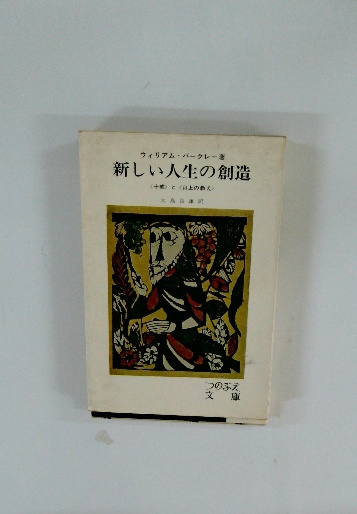 ウィリアム・バークレー著
新しい人生の創造
〈十戒〉と〈山上の教え〉
つのぶえ
文庫